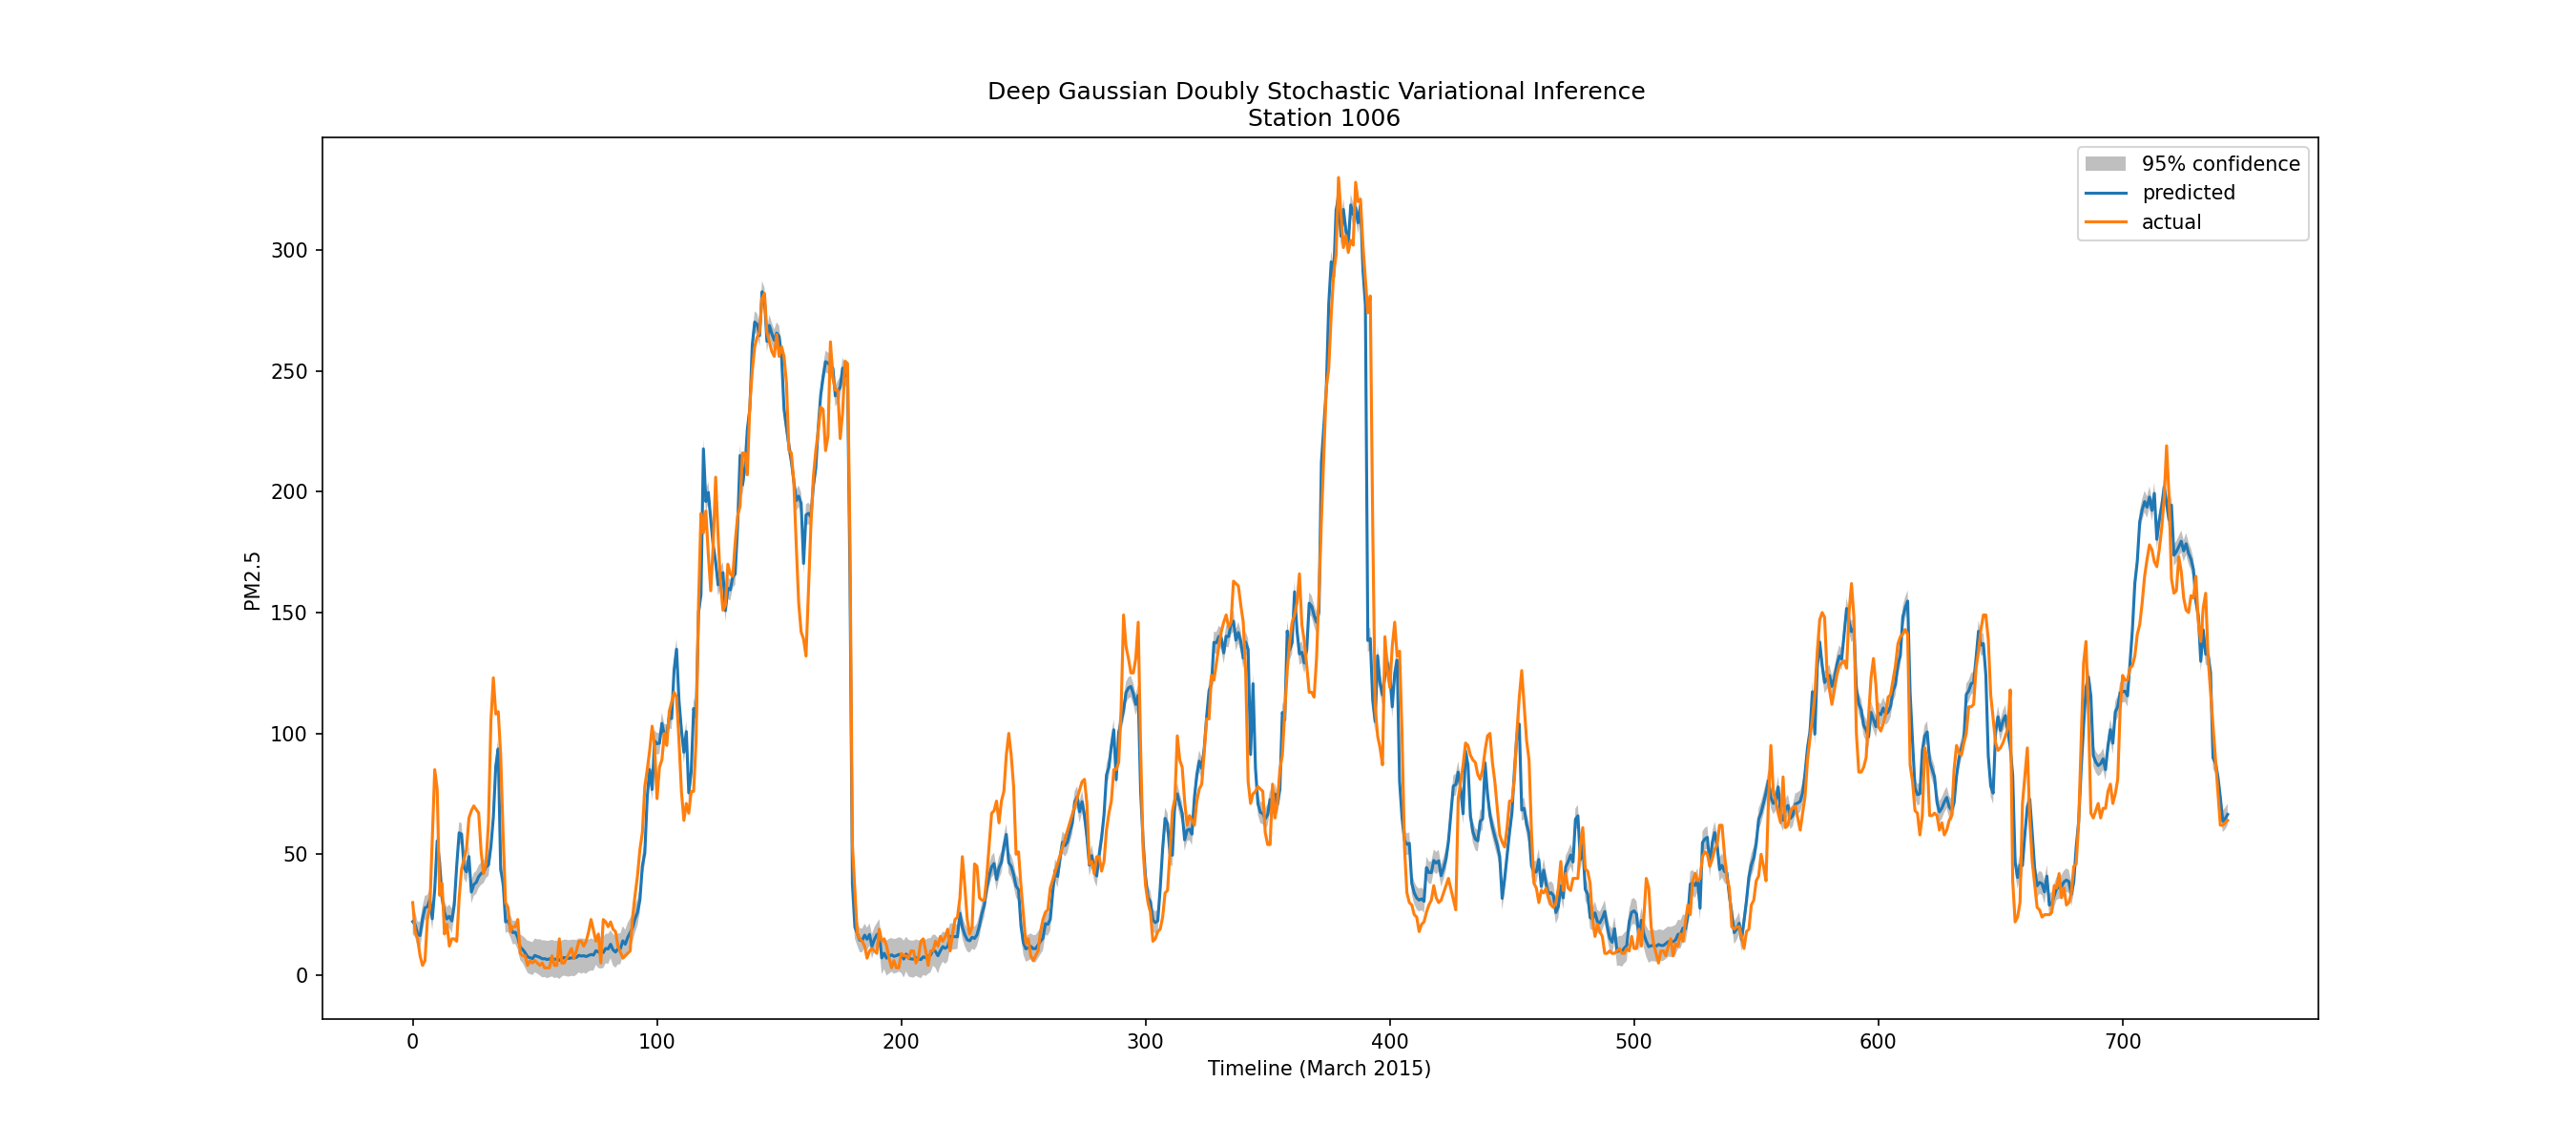 Deep Gaussian Doubly Stochastic Variational Inference
Station 1006
95% confidence
predicted
actual
PM2.5
300
250
200
150
100
50
0
0 100 200 300 400 500 600 700
Timeline (March 2015)